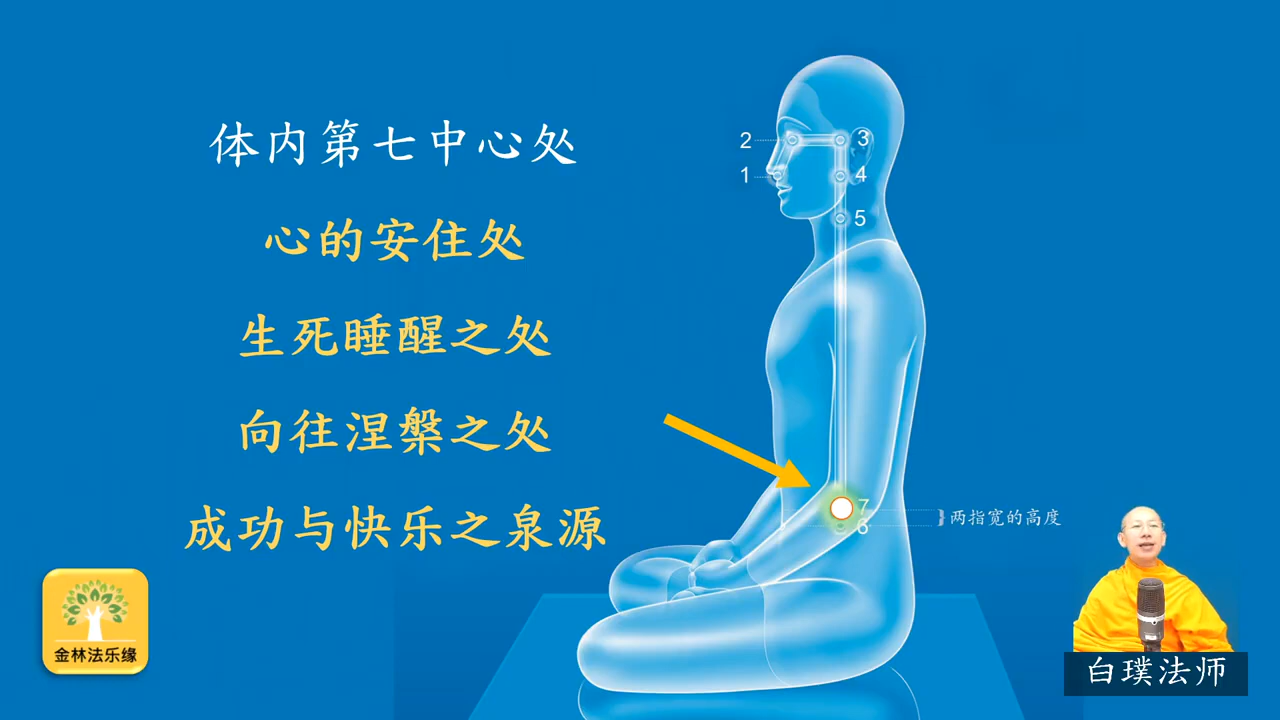 体内第七中心处
心的安住处
生死睡醒之处
向往涅槃之处
成功与快乐之泉源
2
3
1
4
5
7
6
两指宽的高度
金林法乐缘
白璞法师